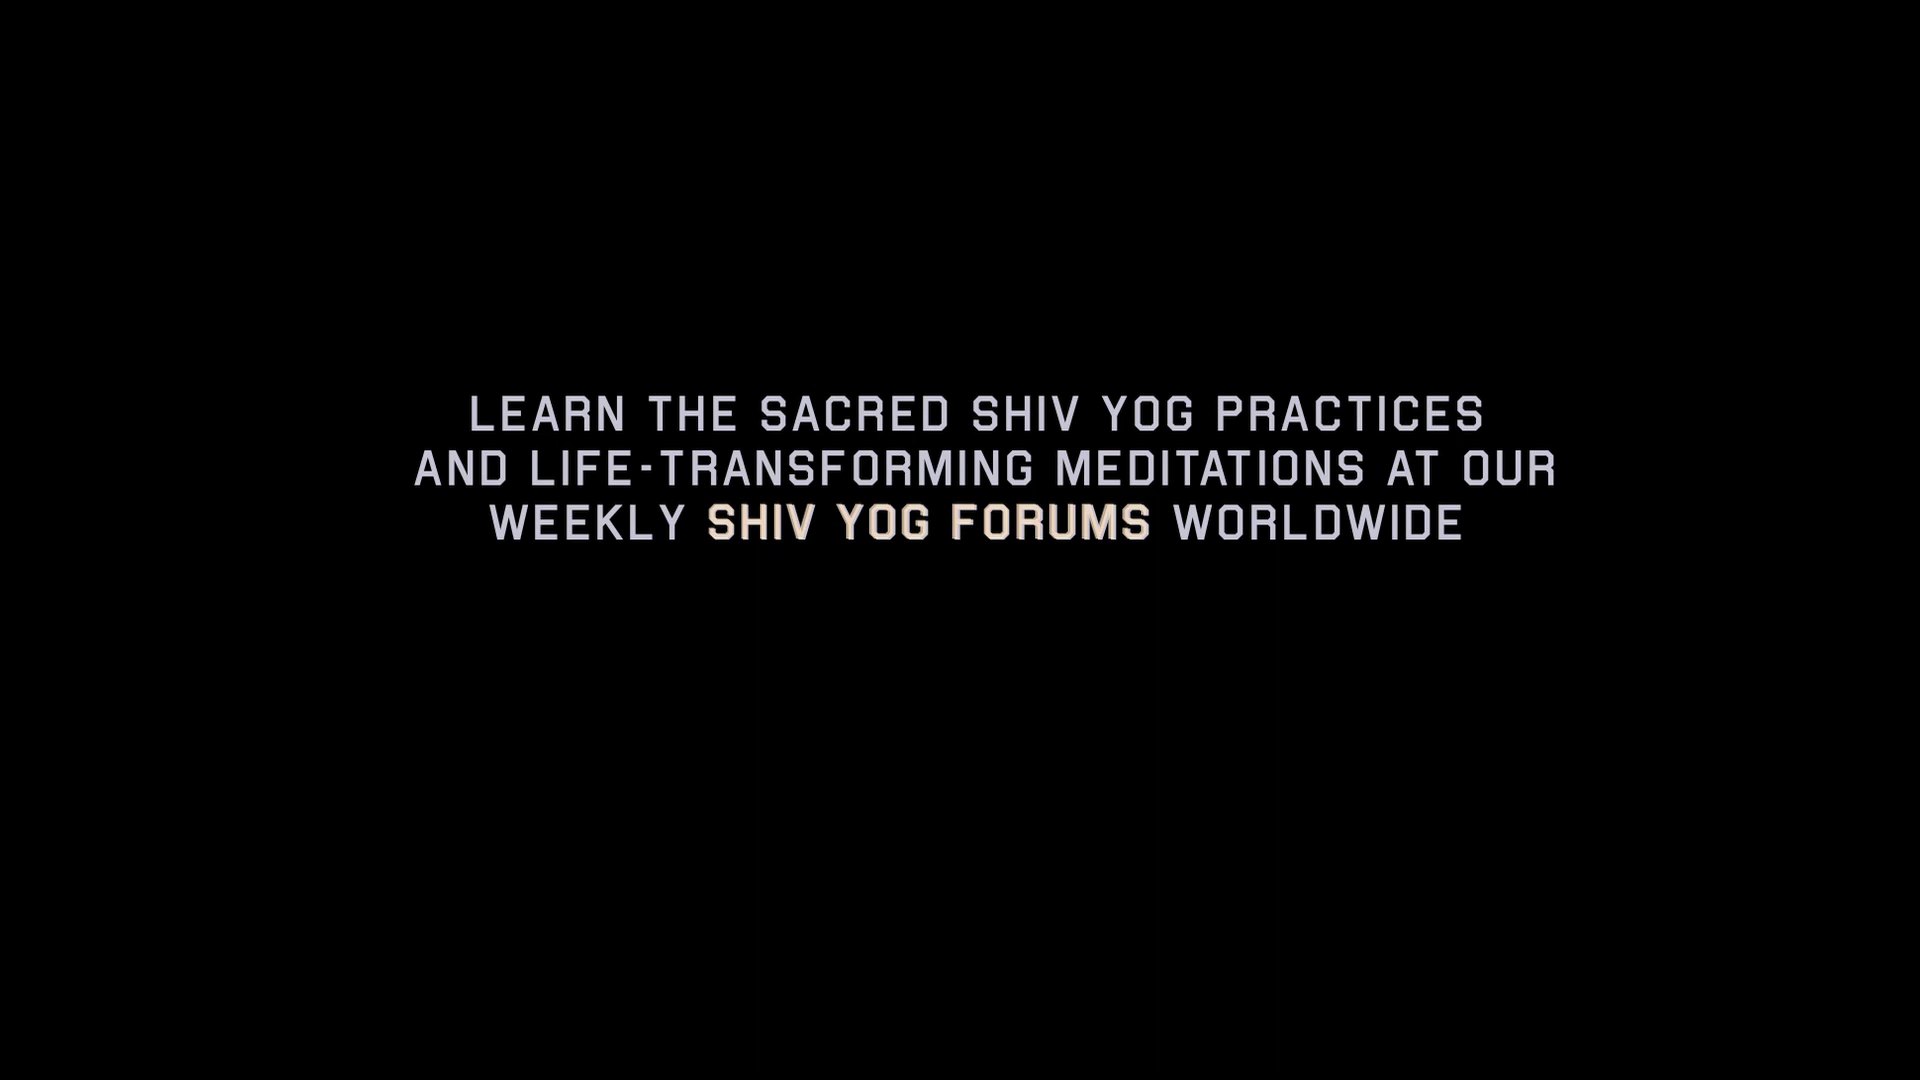 LEARN THE SACRED SHIV YOG PRACTICES
AND LIFE-TRANSFORMING MEDITATIONS AT OUR
WEEKLY SHIV YOG FORUMS WORLDWIDE